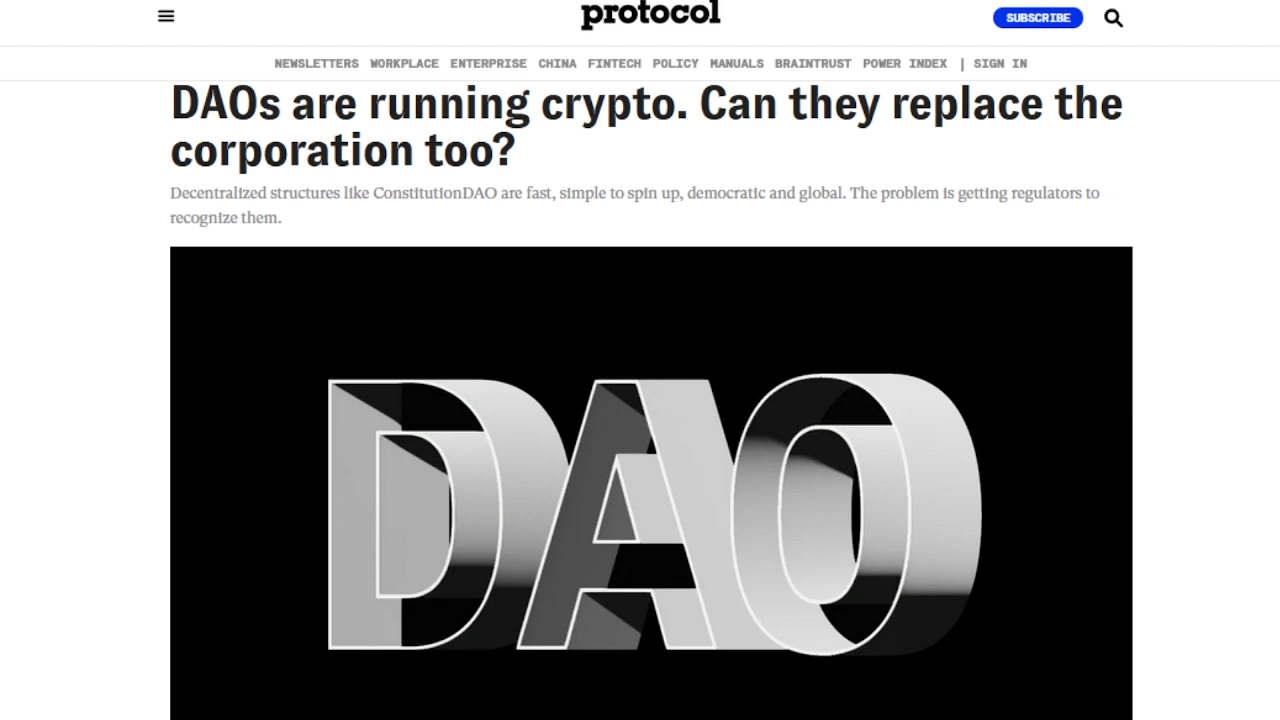 protocol
SUBSCRIBE
NEWSLETTERS WORKPLACE ENTERPRISE CHINA FINTECH POLICY MANUALS BRAINTRUST POWER INDEX | SIGN IN
DAOs are running crypto. Can they replace the
corporation too?
Decentralized structures like ConstitutionDAO are fast, simple to spin up, democratic and global. The problem is getting regulators to
recognize them.
DAO